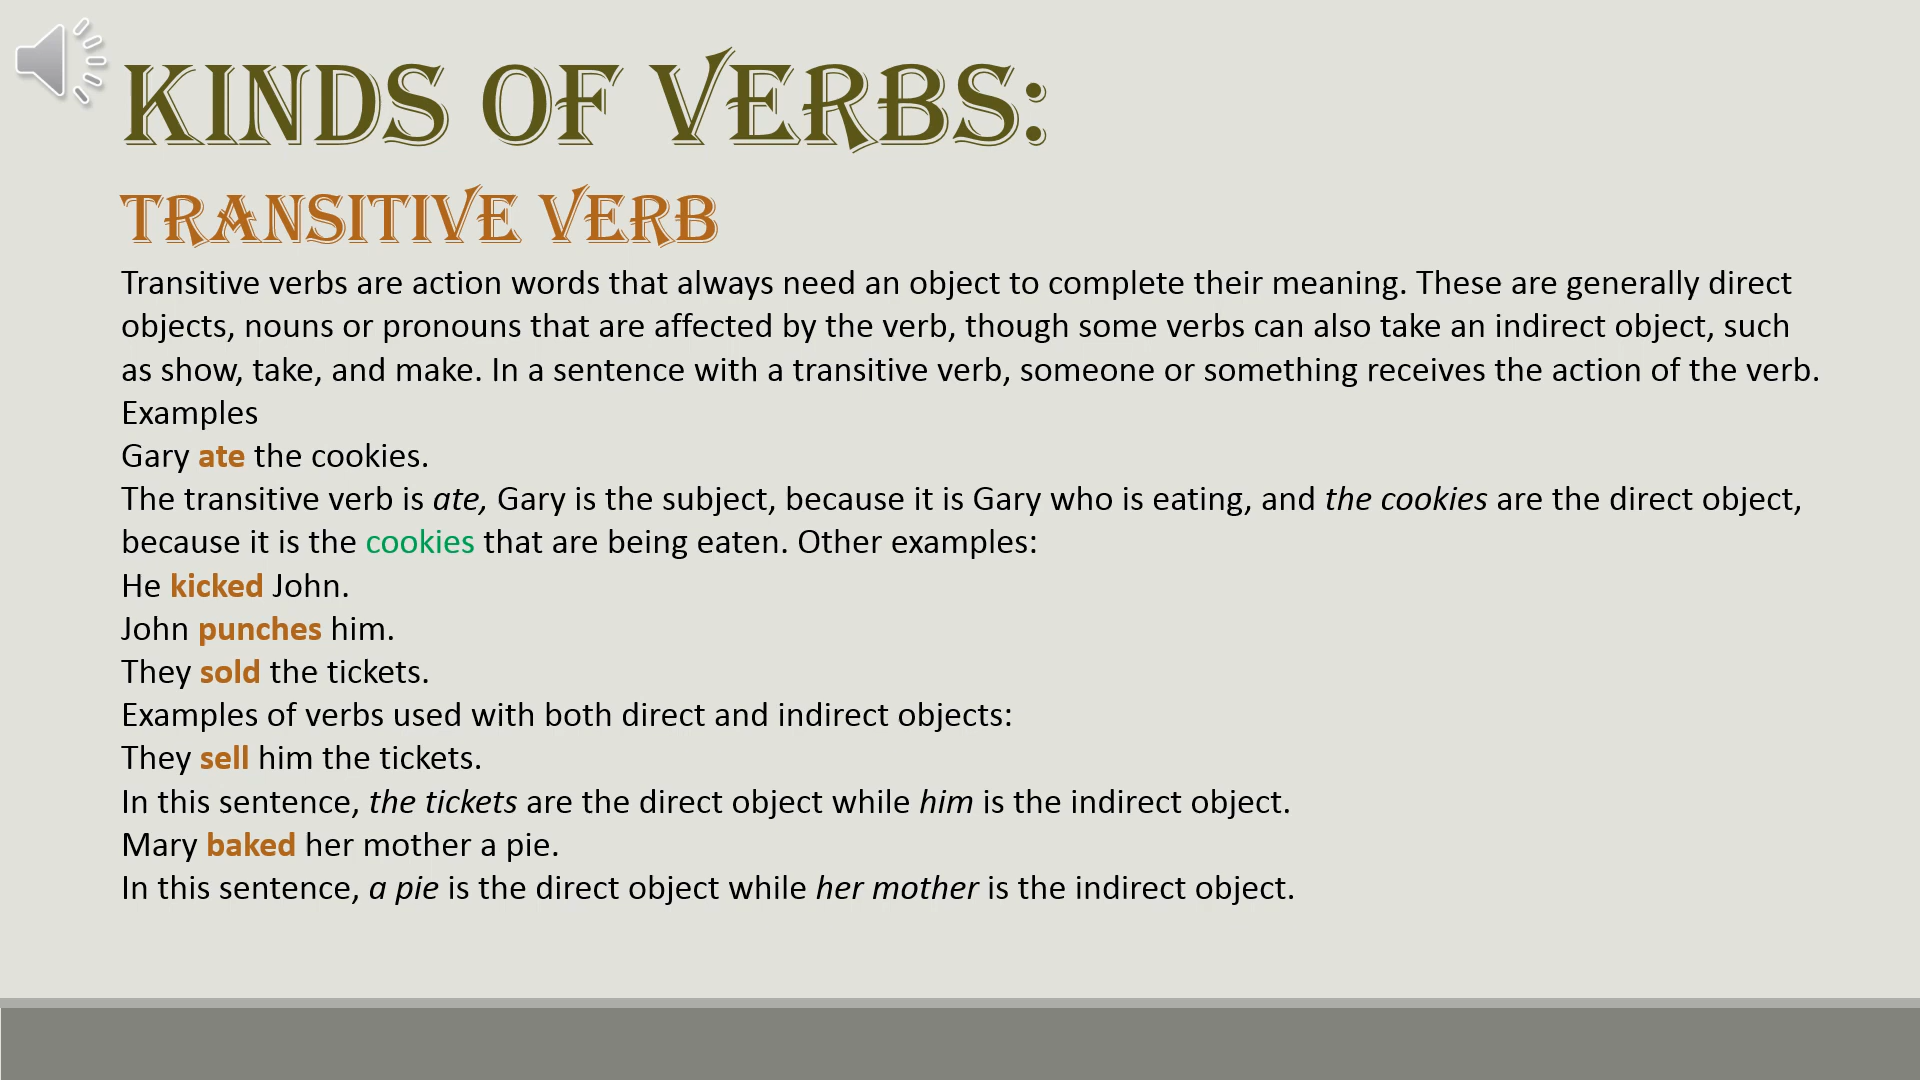 KINDS OF VERBS:
TRANSITIVE VERB
Transitive verbs are action words that always need an object to complete their meaning. These are generally direct
objects, nouns or pronouns that are affected by the verb, though some verbs can also take an indirect object, such
as show, take, and make. In a sentence with a transitive verb, someone or something receives the action of the verb.
Examples
Gary ate the cookies.
The transitive verb is ate, Gary is the subject, because it is Gary who is eating, and the cookies are the direct object,
because it is the cookies that are being eaten. Other examples:
He kicked John.
John punches him.
They sold the tickets.
Examples of verbs used with both direct and indirect objects:
They sell him the tickets.
In this sentence, the tickets are the direct object while him is the indirect object.
Mary baked her mother a pie.
In this sentence, a pie is the direct object while her mother is the indirect object.